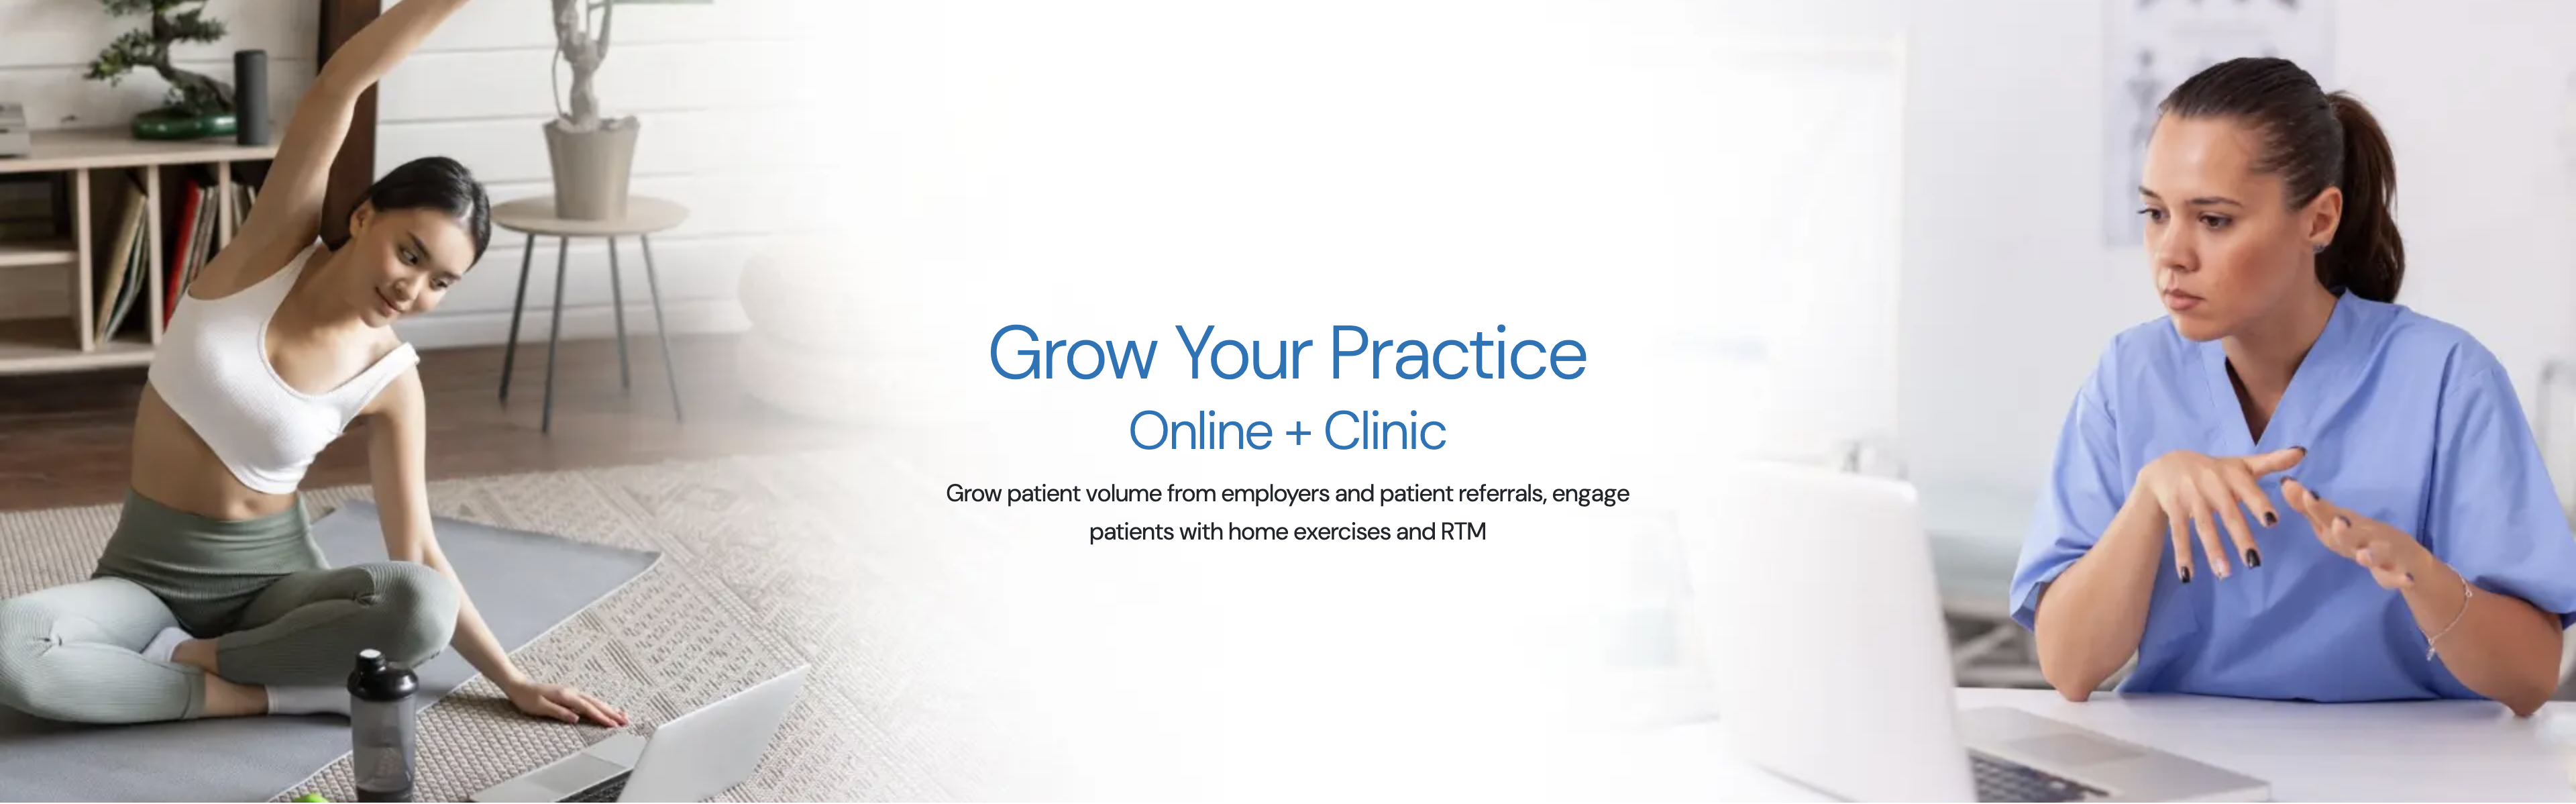 Grow Your Practice
Online + Clinic
Grow patient volume from employers and patient referrals, engage
patients with home exercises and RTM